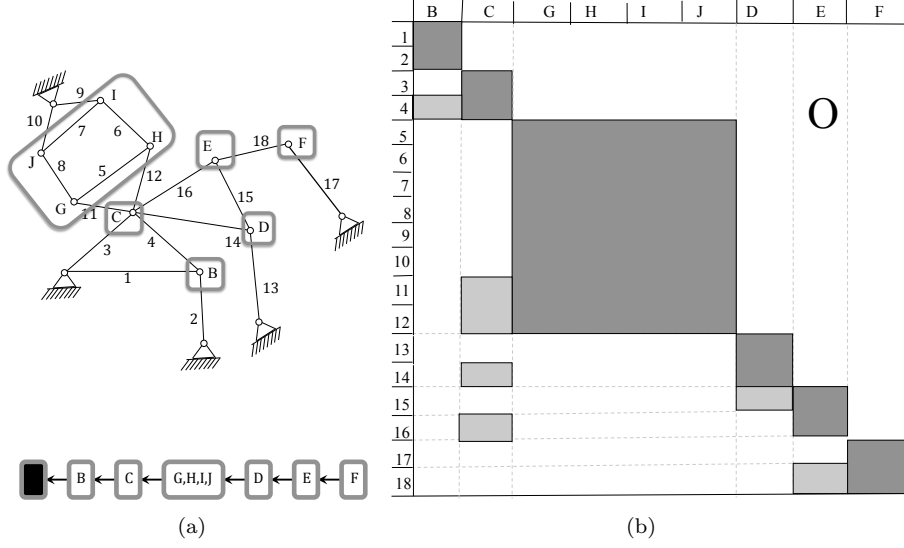 B C G H I J D E F
1
2
3
4
5
6
7
8
9
10
11
12
13
14
15
16
17
18
O
9 I
10
7 6
J 8 5 H
12
G 11 C
16
E 18 F
17
15
14 D
3 4
1 B
2
13
B C G,H,I,J D E F
(a) (b)